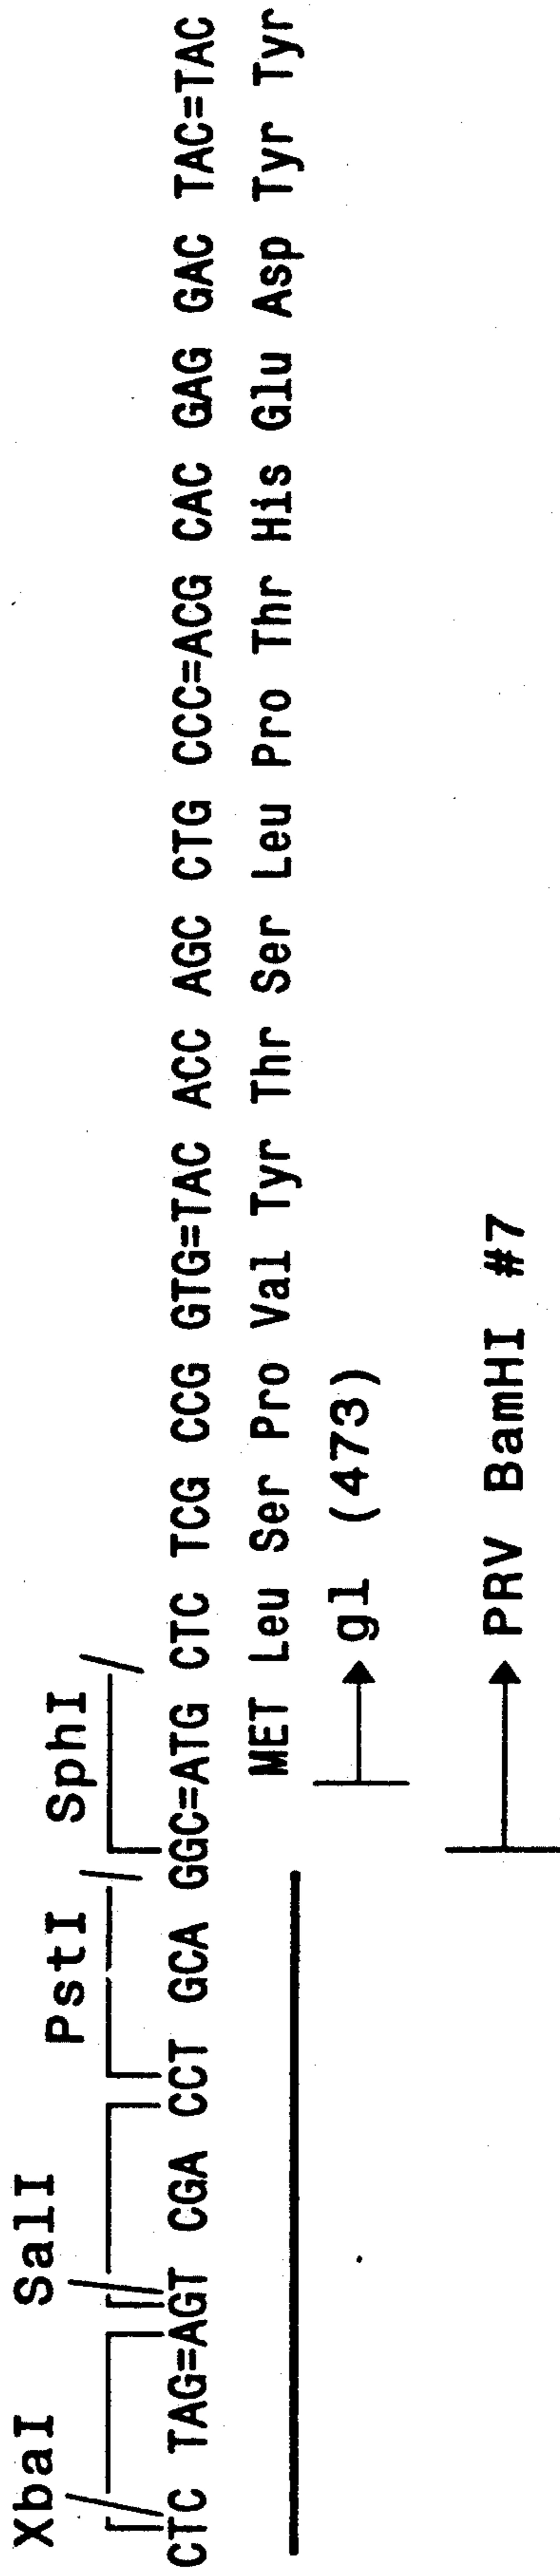 XbaI SalI PstI SphI
CTC TAG=AGT CGA CCT GCA GGC=ATG CTC TCG CCG GTG=TAC ACC AGC CTG CCC=ACG CAC GAG GAC TAC=TAC
MET Leu Ser Pro Val Tyr Thr Ser Leu Pro Thr His Glu Asp Tyr Tyr
gl (473)
PRV BamHI #7